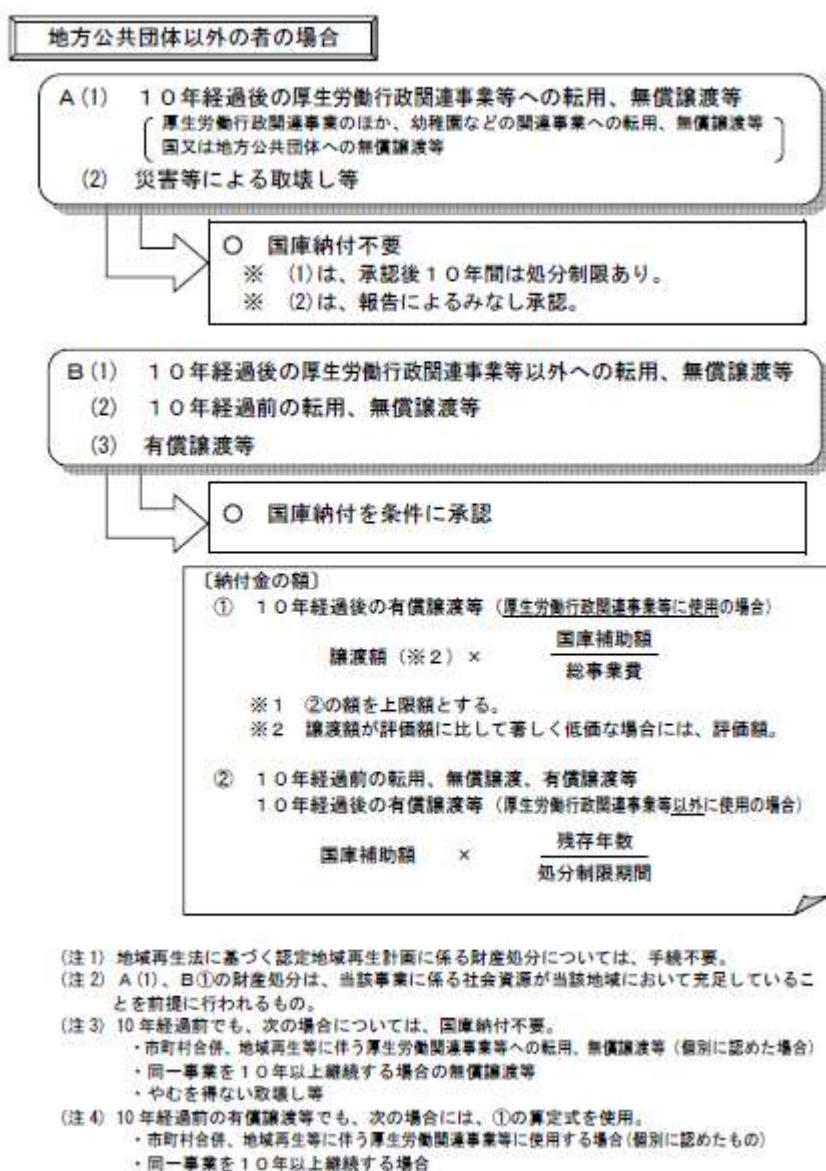 地方公共団体以外の者の場合
A(1) 10年経過後の厚生労働行政関連事業等への転用、無償譲渡等
厚生労働行政関連事業のほか、幼稚園などの関連事業への転用、無償譲渡等
国又は地方公共団体への無償譲渡等
(2) 災害等による取壊し等
○ 国庫納付不要
※ (1)は、承認後10年間は処分制限あり。
※ (2)は、報告によるみなし承認。
B(1) 10年経過後の厚生労働行政関連事業等以外への転用、無償譲渡等
(2) 10年経過前の転用、無償譲渡等
(3) 有償譲渡等
○ 国庫納付を条件に承認
〔納付金の額〕
① 10年経過後の有償譲渡等(厚生労働行政関連事業等に使用の場合)
譲渡額(※2)× 国庫補助額
総事業費
※1 ②の額を上限額とする。
※2 譲渡額が評価額に比して著しく低価な場合には、評価額。
② 10年経過前の転用、無償譲渡、有償譲渡等
10年経過後の有償譲渡等(厚生労働行政関連事業等以外に使用の場合)
国庫補助額 × 残存年数
処分制限期間
(注1) 地域再生法に基づく認定地域再生計画に係る財産処分については、手続不要。
(注2) A(1)、B①の財産処分は、当該事業に係る社会資源が当該地域において充足しているこ
とを前提に行われるもの。
(注3) 10年経過前でも、次の場合については、国庫納付不要。
・市町村合併、地域再生等に伴う厚生労働関連事業等への転用、無償譲渡等(個別に認めた場合)
・同一事業を10年以上継続する場合の無償譲渡等
・やむを得ない取壊し等
(注4) 10年経過前の有償譲渡等でも、次の場合には、①の算定式を使用。
・市町村合併、地域再生等に伴う厚生労働関連事業等に使用する場合(個別に認めたもの)
・同一事業を10年以上継続する場合